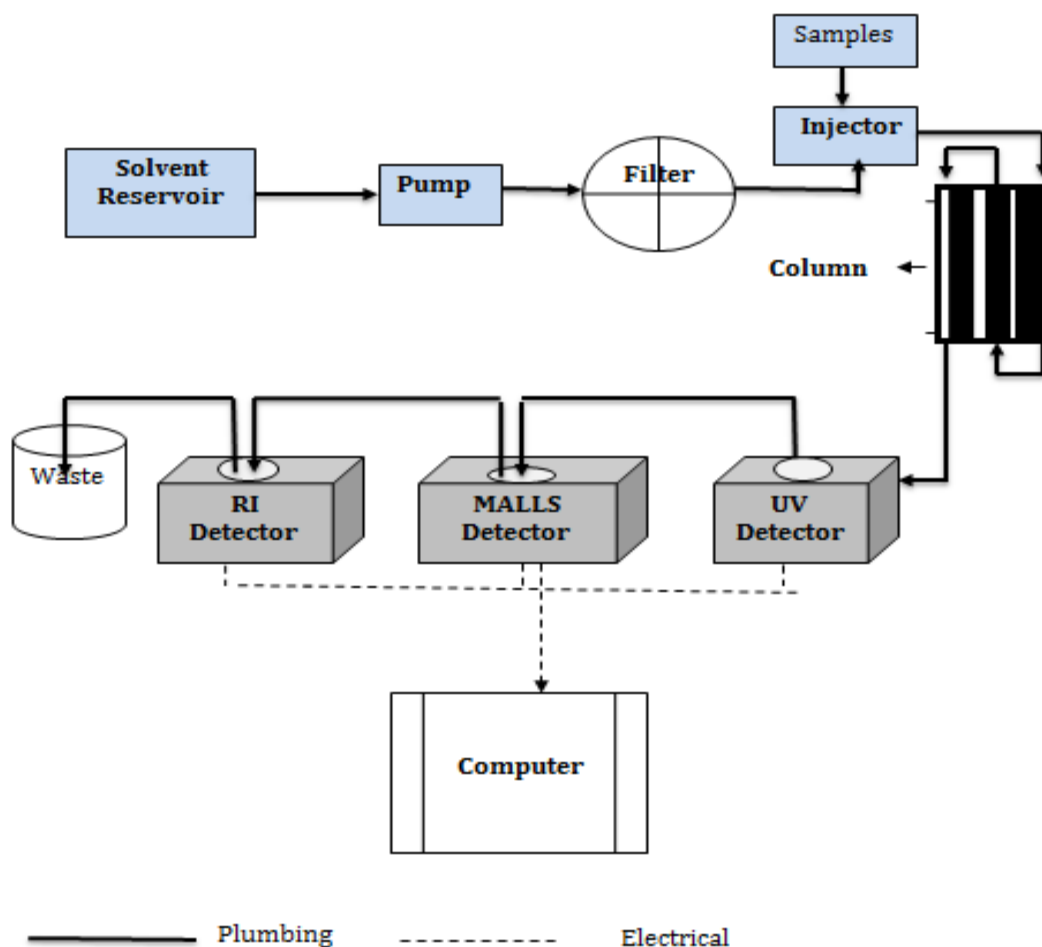 Samples
Injector
Solvent
Reservoir
Pump
Filter
Column
Waste
RI
Detector
MALLS
Detector
UV
Detector
Computer
Plumbing
Electrical